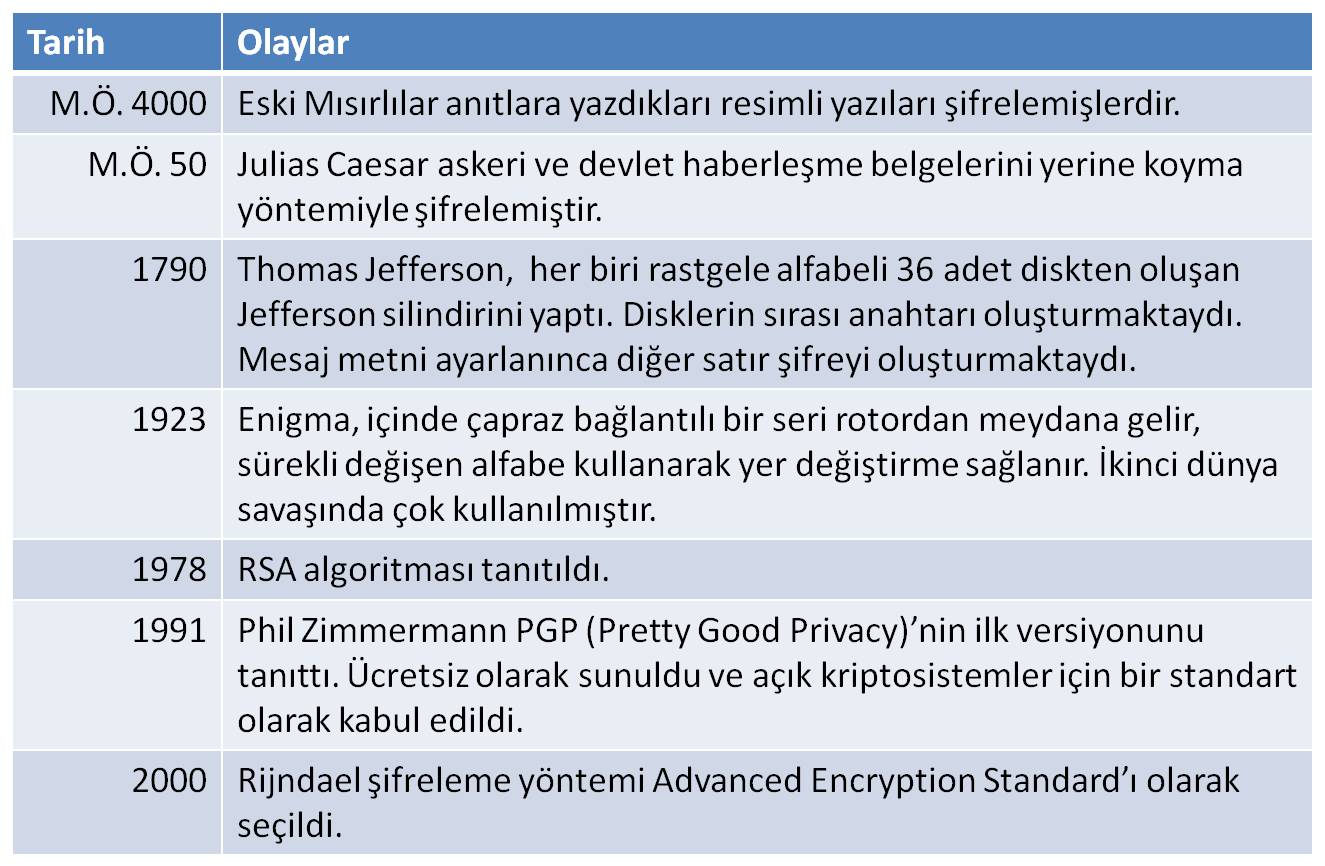 Tarih Olaylar
M.Ö. 4000 Eski Mısırlılar anıtlara yazdıkları resimli yazıları şifrelemişlerdir.
M.Ö. 50 Julias Caesar askeri ve devlet haberleşme belgelerini yerine koyma
yöntemiyle şifrelemiştir.
1790 Thomas Jefferson, her biri rastgele alfabeli 36 adet diskten oluşan
Jefferson silindirini yaptı. Disklerin sırası anahtarı oluşturmaktaydı.
Mesaj metni ayarlanınca diğer satır şifreyi oluşturmaktaydı.
1923 Enigma, içinde çapraz bağlantılı bir seri rotordan meydana gelir,
sürekli değişen alfabe kullanarak yer değiştirme sağlanır. İkinci dünya
savaşında çok kullanılmıştır.
1978 RSA algoritması tanıtıldı.
1991 Phil Zimmermann PGP (Pretty Good Privacy)’nin ilk versiyonunu
tanıttı. Ücretsiz olarak sunuldu ve açık kriptosistemler için bir standart
olarak kabul edildi.
2000 Rijndael şifreleme yöntemi Advanced Encryption Standard’ı olarak
seçildi.